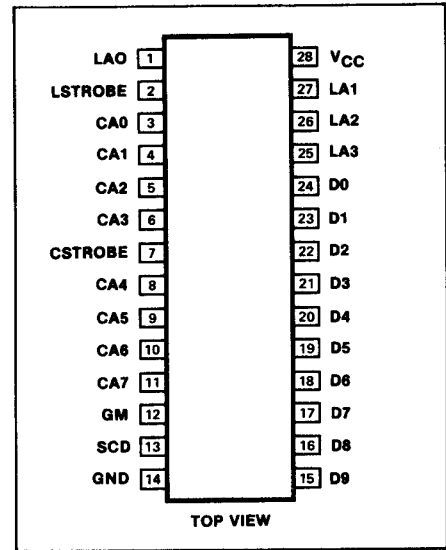 LAO 1 28 VCC
LSTROBE 2 27 LA1
CA0 3 26 LA2
CA1 4 25 LA3
CA2 5 24 D0
CA3 6 23 D1
CSTROBE 7 22 D2
CA4 8 21 D3
CA5 9 20 D4
CA6 10 19 D5
CA7 11 18 D6
GM 12 17 D7
SCD 13 16 D8
GND 14 15 D9
TOP VIEW